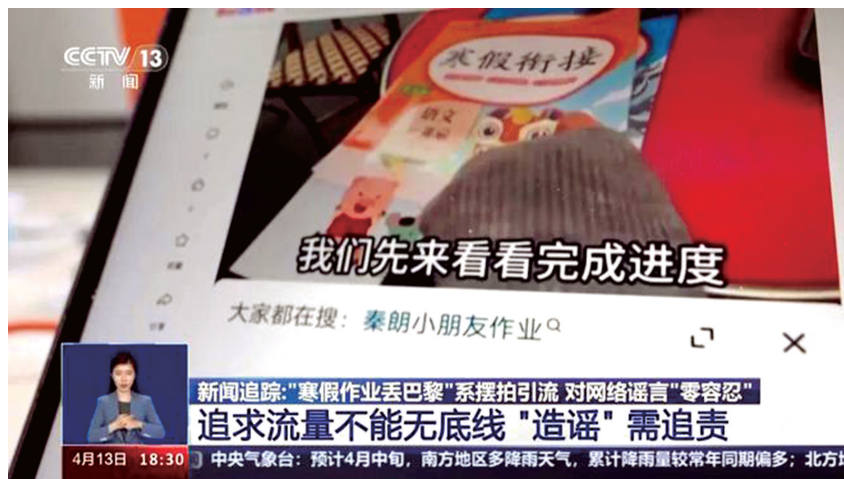 CCTV 13
新闻
寒假衔接
语文
我们先来看看完成进度
大家都在搜：秦朗小朋友作业
新闻追踪:"寒假作业丢巴黎"系摆拍引流 对网络谣言"零容忍"
追求流量不能无底线 "造谣" 需追责
4月13日 18:30
中央气象台：预计4月中旬，南方地区多降雨天气，累计降雨量较常年同期偏多；北方地